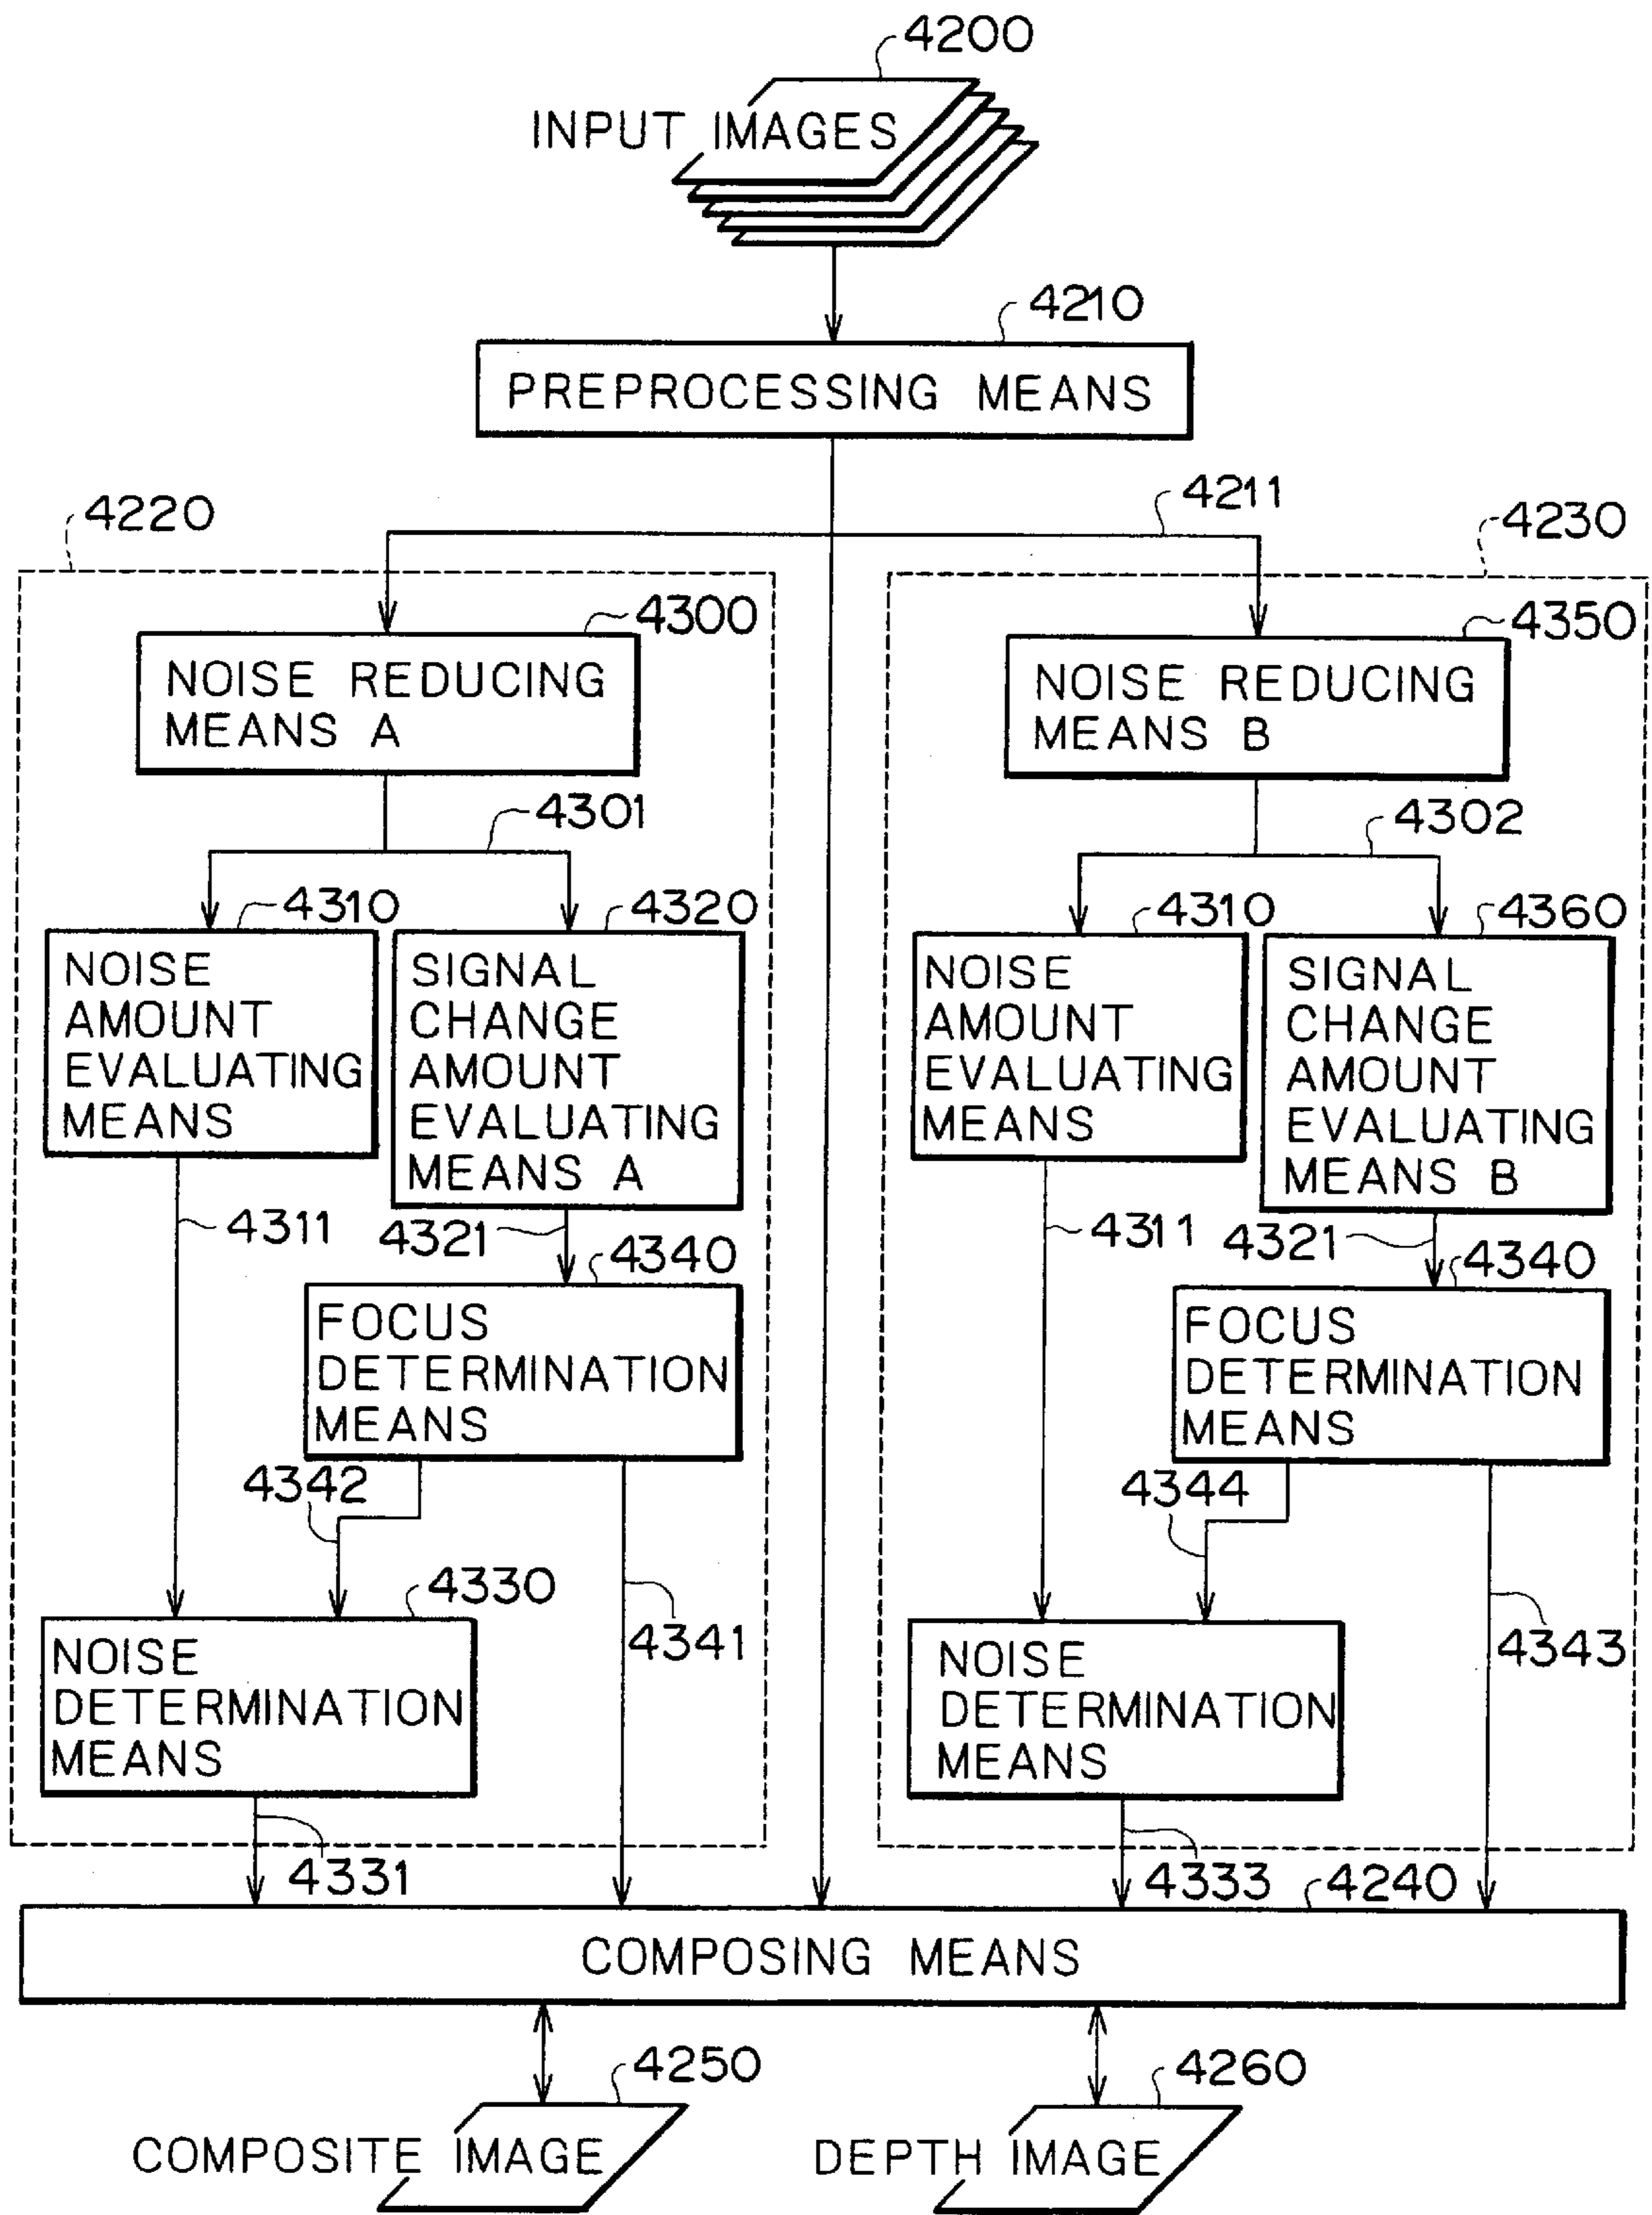 4200
INPUT IMAGES
4210
PREPROCESSING MEANS
4211
4220
4230
4300
NOISE REDUCING
MEANS A
4350
NOISE REDUCING
MEANS B
4301
4302
4310
NOISE
AMOUNT
EVALUATING
MEANS
4320
SIGNAL
CHANGE
AMOUNT
EVALUATING
MEANS A
4310
NOISE
AMOUNT
EVALUATING
MEANS
4360
SIGNAL
CHANGE
AMOUNT
EVALUATING
MEANS B
4311
4321
4340
FOCUS
DETERMINATION
MEANS
4311
4321
4340
FOCUS
DETERMINATION
MEANS
4342
4344
4330
NOISE
DETERMINATION
MEANS
4341
NOISE
DETERMINATION
MEANS
4343
4331
4333
4240
COMPOSING MEANS
4250
COMPOSITE IMAGE
4260
DEPTH IMAGE